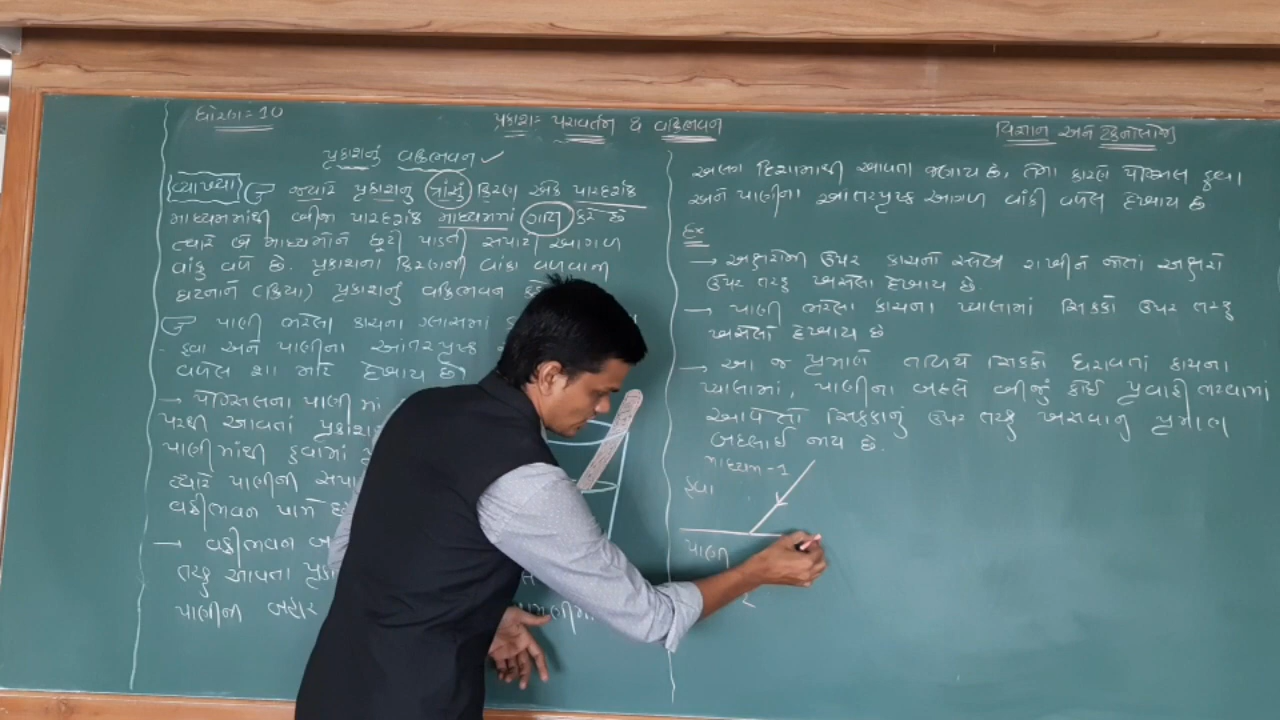 ધોરણઃ 10
પ્રકાશઃ પરાવર્તન & વક્રિભવન
વિજ્ઞાન અને ટેકનોલોજી
પ્રકાશનું વક્રિભવન ✓
વ્યાખ્યા જ્યારે પ્રકાશનું ત્રાંસું કિરણ એક પારદર્શક
માધ્યમમાંથી બીજા પારદર્શક માધ્યમમાં ગતિ કરે છે
ત્યારે બે માધ્યમોને છૂટી પાડતી સપાટી આગળ
વાંકુ વળે છે. પ્રકાશના કિરણની વાંકા વળવાની
ઘટનાને (ક્રિયા) પ્રકાશનું વક્રિભવન કહે
પાણી ભરેલા કાચના ગ્લાસમાં
હવા અને પાણીના આંતરપૃષ્ઠ
વળેલ શા માટે દેખાય છે?
→ પેન્સિલના પાણી માં
પરથી આવતાં પ્રકાશ
પાણીમાંથી હવામાં
ત્યારે પાણીની સપા
વક્રીભવન પામે છે
→ વક્રીભવન બ
તરફ આવતા પ્રકા
પાણીની બહાર
અલગ દિશામાંથી આવતા જણાય છે, તેના કારણે પેન્સિલ હવા
અને પાણીના આંતરપૃષ્ઠ આગળ વાંકી વળેલ દેખાય છે
Ex
→ અક્ષરોની ઉપર કાચનો સ્લેબ રાખીને જોતાં અક્ષરો
ઉપર તરફ ખસેલા દેખાય છે.
→ પાણી ભરેલા કાચના પ્યાલામાં સિક્કો ઉપર તરફ
ખસેલો દેખાય છે
→ આ જ પ્રમાણે તળિયે સિક્કો ધરાવતાં કાચના
પ્યાલામાં, પાણીના બદલે બીજું કોઈ પ્રવાહી ભરવામાં
આવે તો સિક્કાનું ઉપર તરફ ખસવાનુ પ્રમાણ
બદલાઈ જાય છે.
માધ્યમ - 1
હવા
પાણી
2